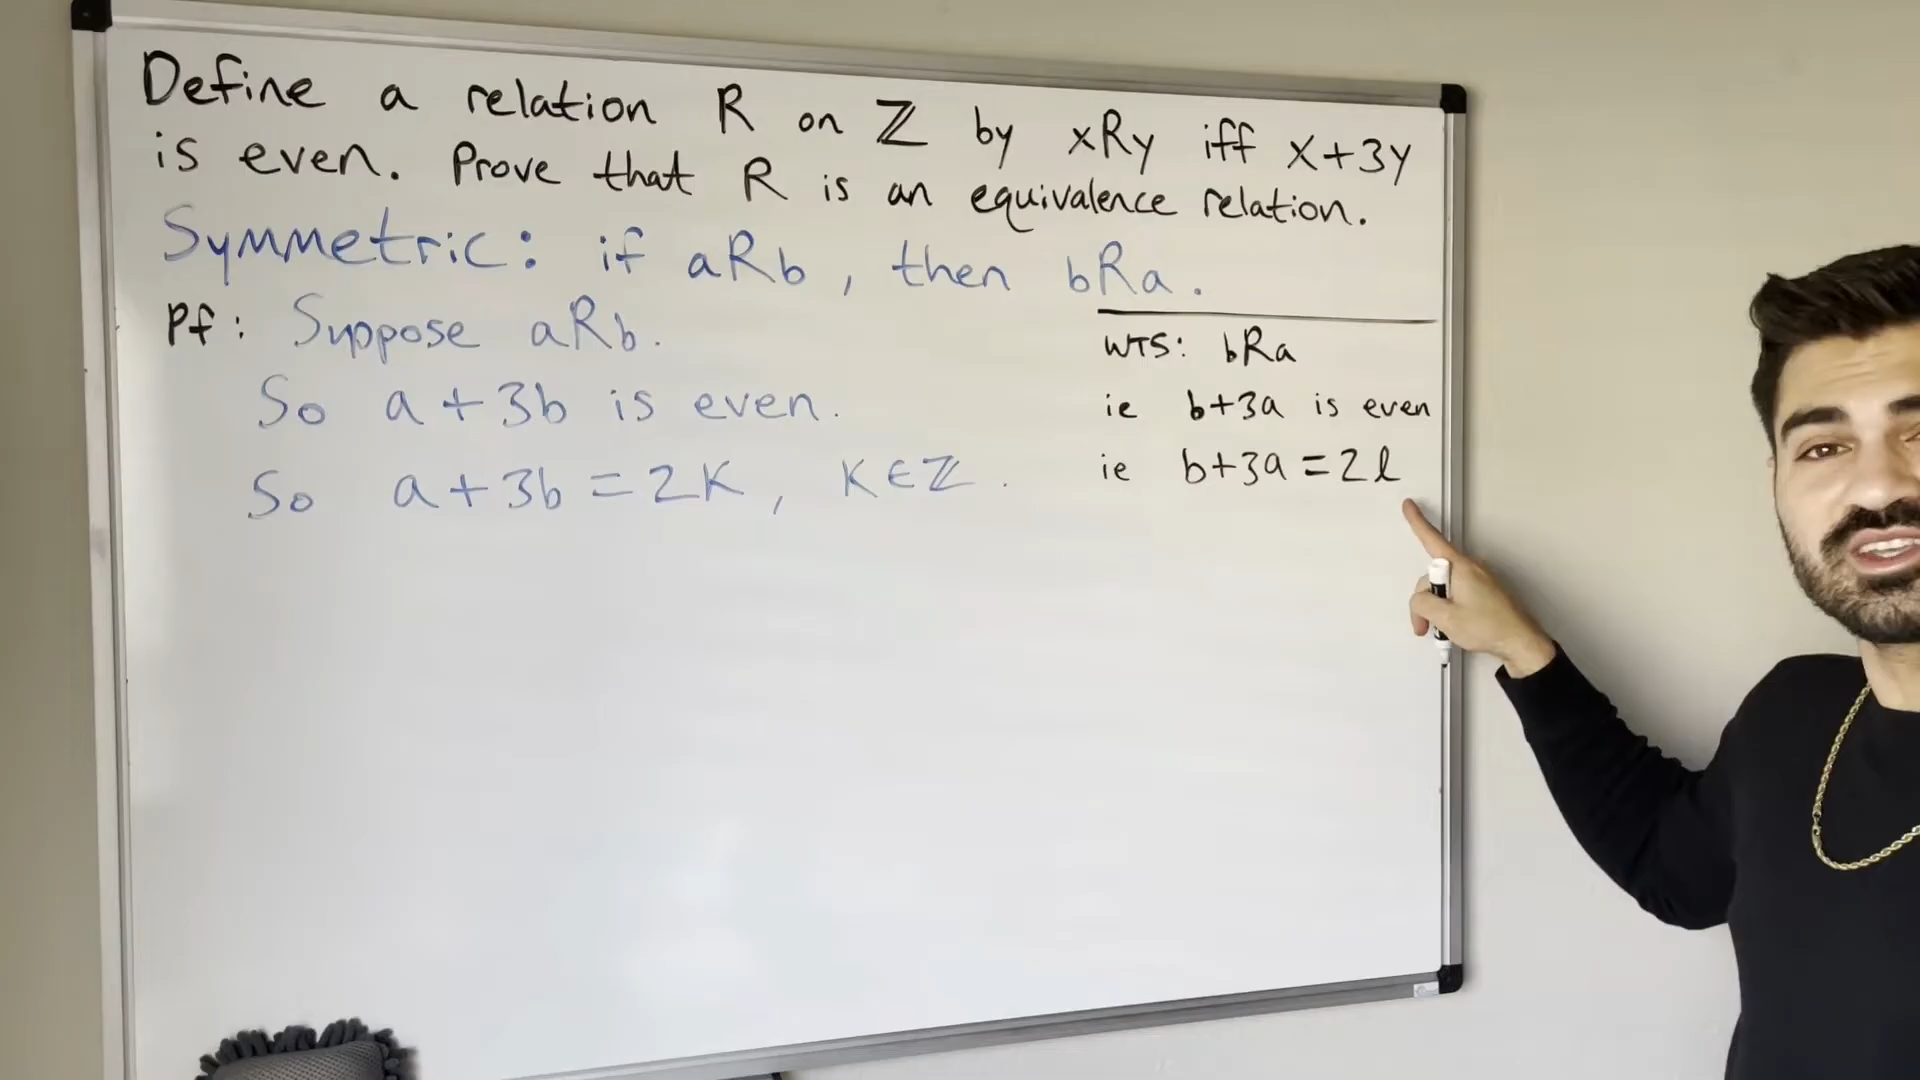 Define a relation R on ℤ by xRy iff x+3y
is even. Prove that R is an equivalence relation.
Symmetric: if aRb, then bRa.
Pf: Suppose aRb.
So a+3b is even.
So a+3b=2K, K∈ℤ.
WTS: bRa
ie b+3a is even
ie b+3a=2ℓ